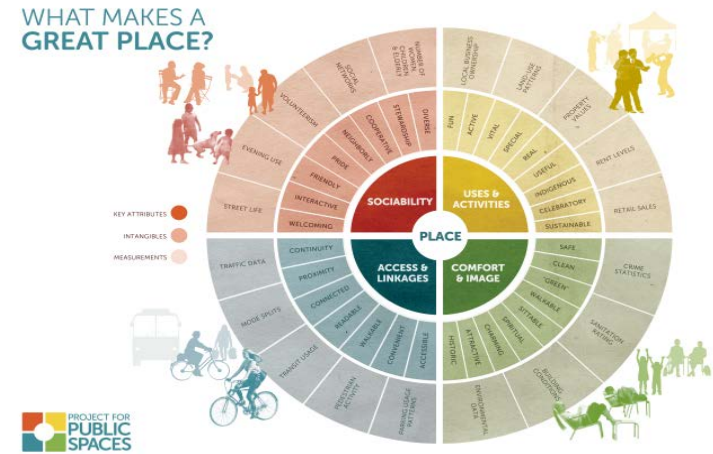 WHAT MAKES A
GREAT PLACE?
KEY ATTRIBUTES
INTANGIBLES
MEASUREMENTS
PLACE
SOCIABILITY
DIVERSE
STEWARDSHIP
COOPERATIVE
NEIGHBORLY
PRIDE
FRIENDLY
INTERACTIVE
WELCOMING
NUMBER OF
WOMEN,
CHILDREN
& ELDERLY
SOCIAL
NETWORKS
VOLUNTEERISM
EVENING USE
STREET LIFE
USES &
ACTIVITIES
FUN
ACTIVE
VITAL
SPECIAL
REAL
USEFUL
INDIGENOUS
CELEBRATORY
SUSTAINABLE
LOCAL BUSINESS
OWNERSHIP
LAND-USE
PATTERNS
PROPERTY
VALUES
RENT LEVELS
RETAIL SALES
ACCESS &
LINKAGES
CONTINUITY
PROXIMITY
CONNECTED
READABLE
WALKABLE
CONVENIENT
ACCESSIBLE
TRAFFIC DATA
MODE SPLITS
TRANSIT USAGE
PEDESTRIAN
ACTIVITY
PARKING USAGE
PATTERNS
COMFORT
& IMAGE
SAFE
CLEAN
"GREEN"
WALKABLE
SITTABLE
SPIRITUAL
CHARMING
ATTRACTIVE
HISTORIC
CRIME
STATISTICS
SANITATION
RATING
BUILDING
CONDITIONS
ENVIRONMENTAL
DATA
PROJECT FOR
PUBLIC
SPACES